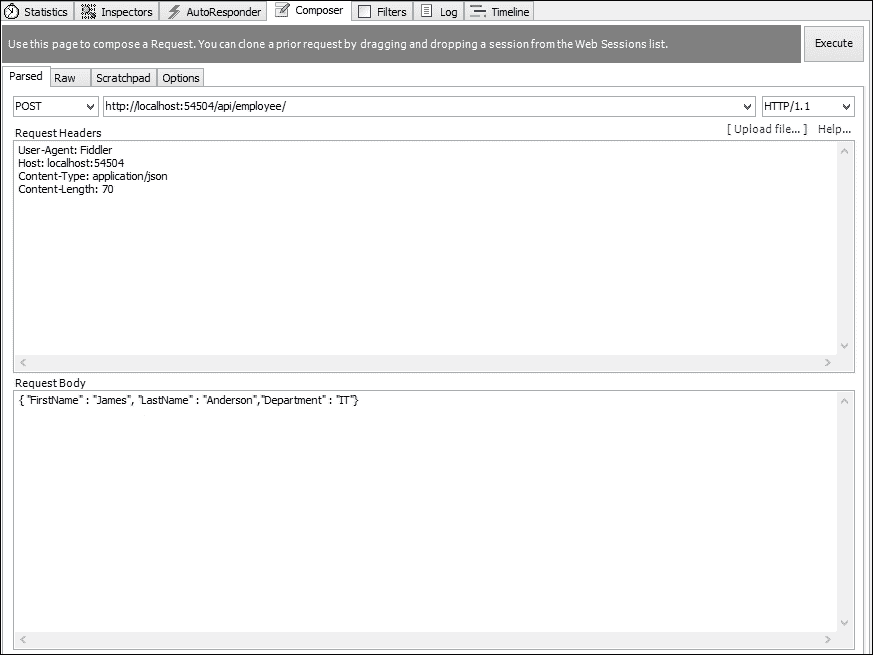 Statistics Inspectors AutoResponder Composer Filters Log Timeline
Use this page to compose a Request. You can clone a prior request by dragging and dropping a session from the Web Sessions list. Execute
Parsed Raw Scratchpad Options
POST http://localhost:54504/api/employee/ HTTP/1.1
Request Headers [ Upload file... ] Help...
User-Agent: Fiddler
Host: localhost:54504
Content-Type: application/json
Content-Length: 70
Request Body
{ "FirstName" : "James", "LastName" : "Anderson","Department" : "IT"}